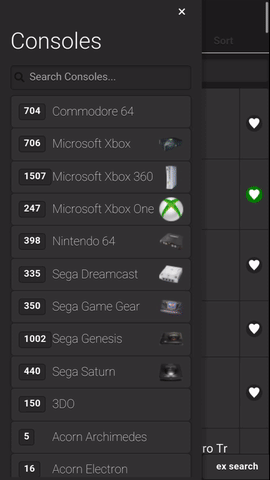 ×
Consoles
Sort
Search Consoles...
704 Commodore 64
706 Microsoft Xbox
1507 Microsoft Xbox 360
247 Microsoft Xbox One
398 Nintendo 64
335 Sega Dreamcast
350 Sega Game Gear
1002 Sega Genesis
440 Sega Saturn
150 3DO
5 Acorn Archimedes
ro Tr
16 Acorn Electron
ex search